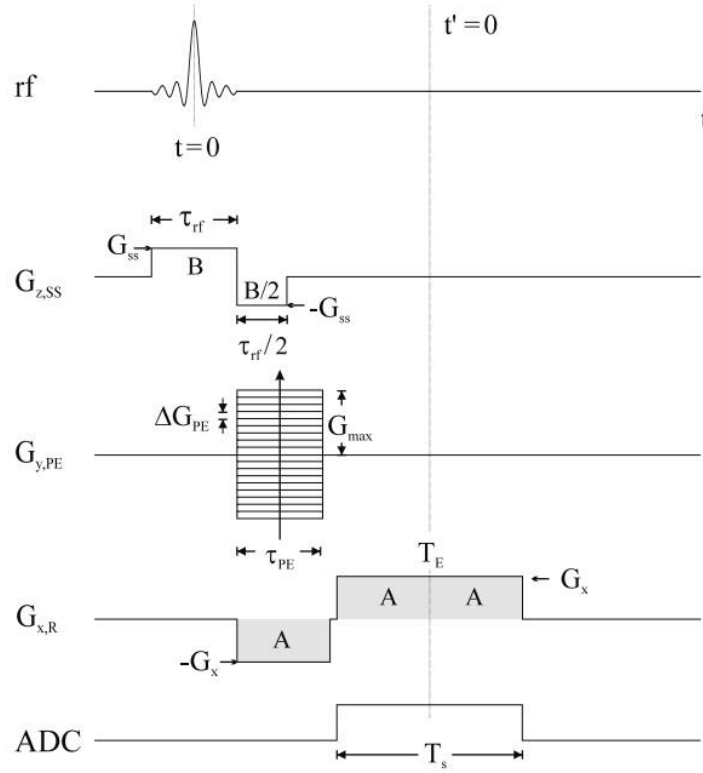 t' = 0
rf
t
t = 0
τrf
Gss
B
Gz,SS
B/2
-Gss
τrf/2
ΔGPE
Gmax
Gy,PE
τPE
TE
Gx
A
A
Gx,R
A
-Gx
ADC
Ts